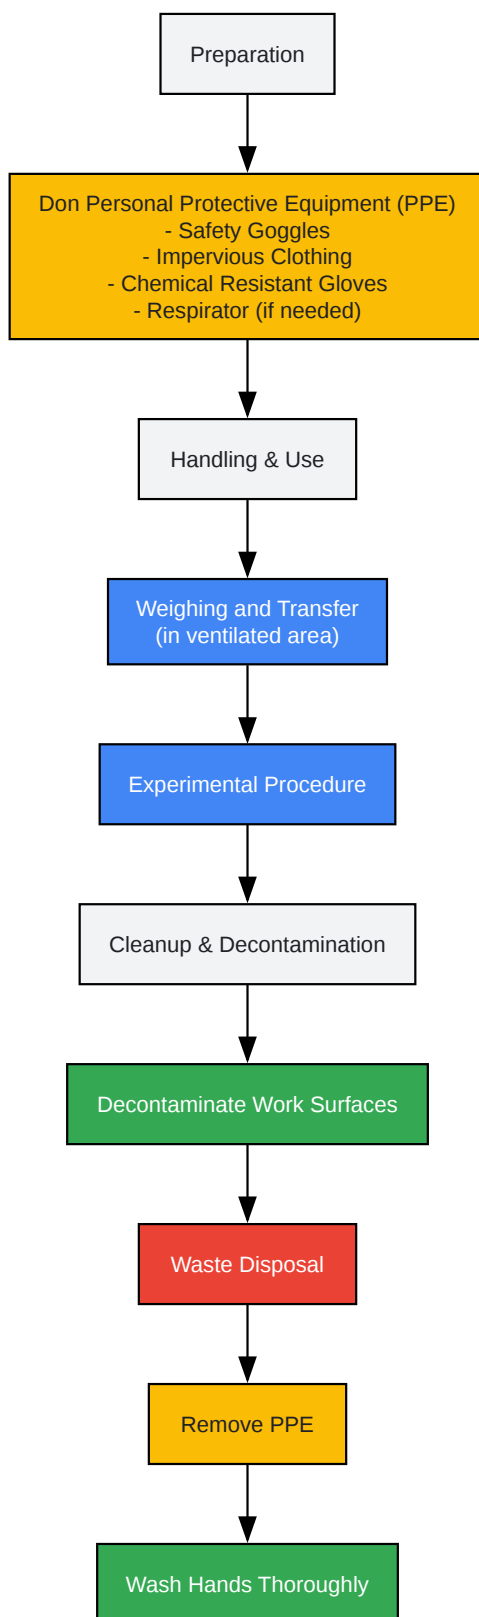 Preparation
Don Personal Protective Equipment (PPE)
- Safety Goggles
- Impervious Clothing
- Chemical Resistant Gloves
- Respirator (if needed)
Handling & Use
Weighing and Transfer
(in ventilated area)
Experimental Procedure
Cleanup & Decontamination
Decontaminate Work Surfaces
Waste Disposal
Remove PPE
Wash Hands Thoroughly